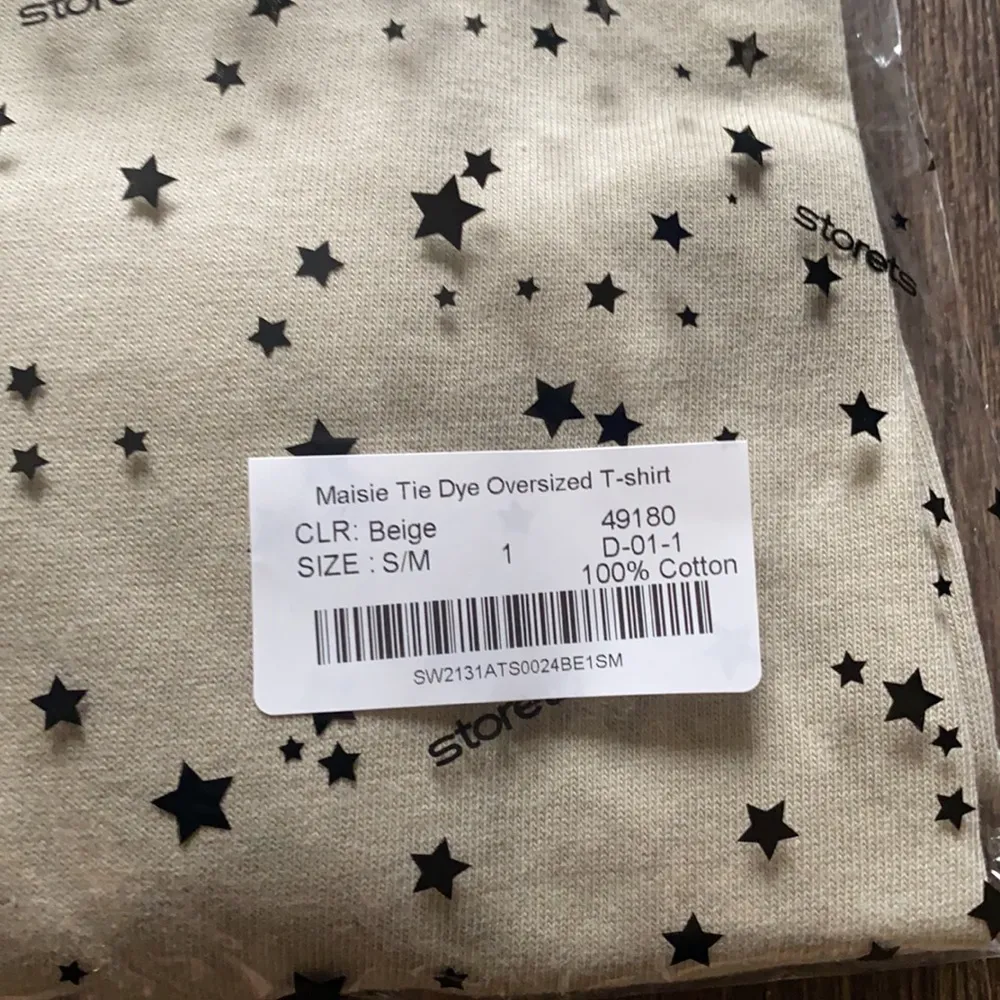 storets
storets
Maisie Tie Dye Oversized T-shirt
CLR: Beige
49180
SIZE : S/M
1
D-01-1
100% Cotton
SW2131ATS0024BE1SM
storets